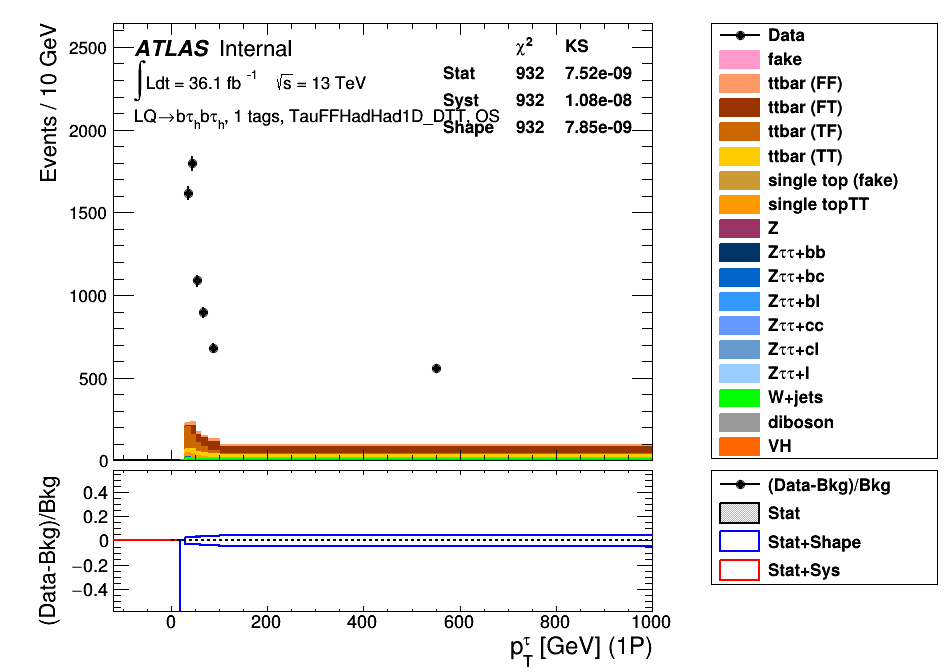 Events / 10 GeV
2500
2000
1500
1000
500
0
ATLAS Internal
∫Ldt = 36.1 fb⁻¹ √s = 13 TeV
LQ→bτₕbτₕ, 1 tags, TauFFHadHad1D_DTT, OS
χ² KS
Stat 932 7.52e-09
Syst 932 1.08e-08
Shape 932 7.85e-09
Data
fake
ttbar (FF)
ttbar (FT)
ttbar (TF)
ttbar (TT)
single top (fake)
single topTT
Z
Zττ+bb
Zττ+bc
Zττ+bl
Zττ+cc
Zττ+cl
Zττ+l
W+jets
diboson
VH
(Data-Bkg)/Bkg
0.4
0.2
0
−0.2
−0.4
0 200 400 600 800 1000
p_T^τ [GeV] (1P)
(Data-Bkg)/Bkg
Stat
Stat+Shape
Stat+Sys